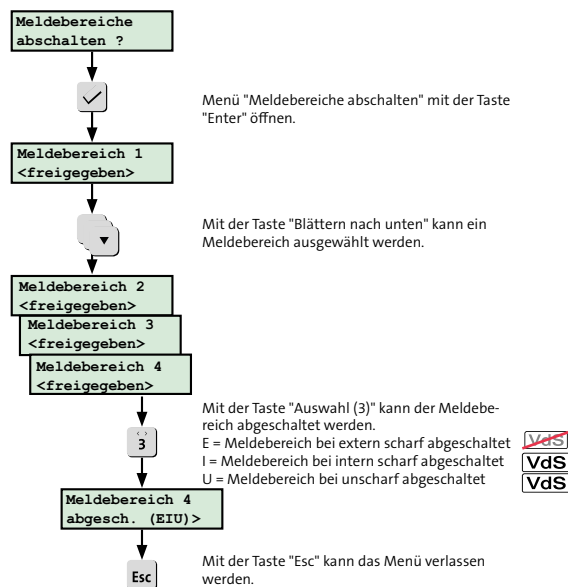 Meldebereiche
abschalten ?
Menü "Meldebereiche abschalten" mit der Taste
"Enter" öffnen.
Meldebereich 1
<freigegeben>
Mit der Taste "Blättern nach unten" kann ein
Meldebereich ausgewählt werden.
Meldebereich 2
<freigegeben>
Meldebereich 3
<freigegeben>
Meldebereich 4
<freigegeben>
Mit der Taste "Auswahl (3)" kann der Meldebe-
reich abgeschaltet werden.
< >
3
E = Meldebereich bei extern scharf abgeschaltet VdS
I = Meldebereich bei intern scharf abgeschaltet VdS
U = Meldebereich bei unscharf abgeschaltet VdS
Meldebereich 4
abgesch. (EIU)>
Mit der Taste "Esc" kann das Menü verlassen
werden.
Esc